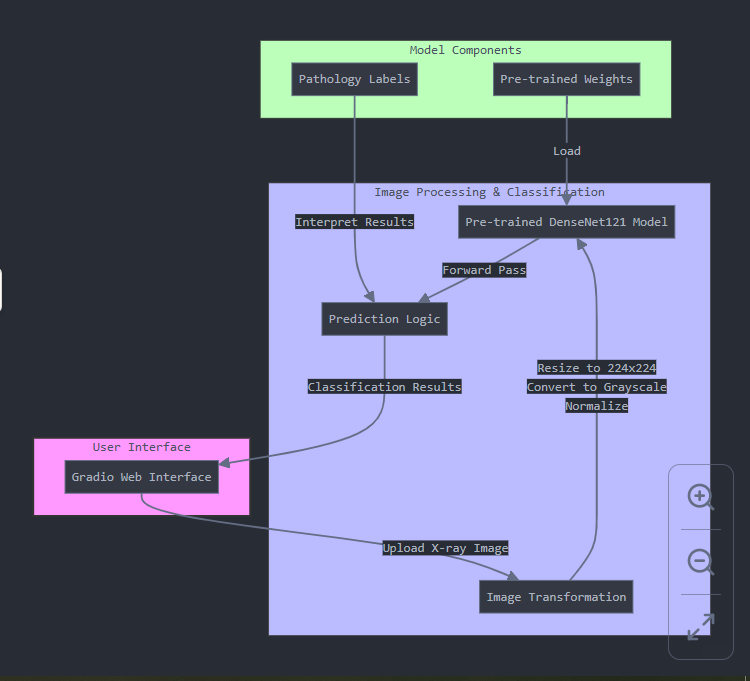 Model Components
Pathology Labels
Pre-trained Weights
Load
Image Processing & Classification
Interpret Results
Pre-trained DenseNet121 Model
Forward Pass
Prediction Logic
Resize to 224x224
Convert to Grayscale
Normalize
Classification Results
User Interface
Gradio Web Interface
Upload X-ray Image
Image Transformation